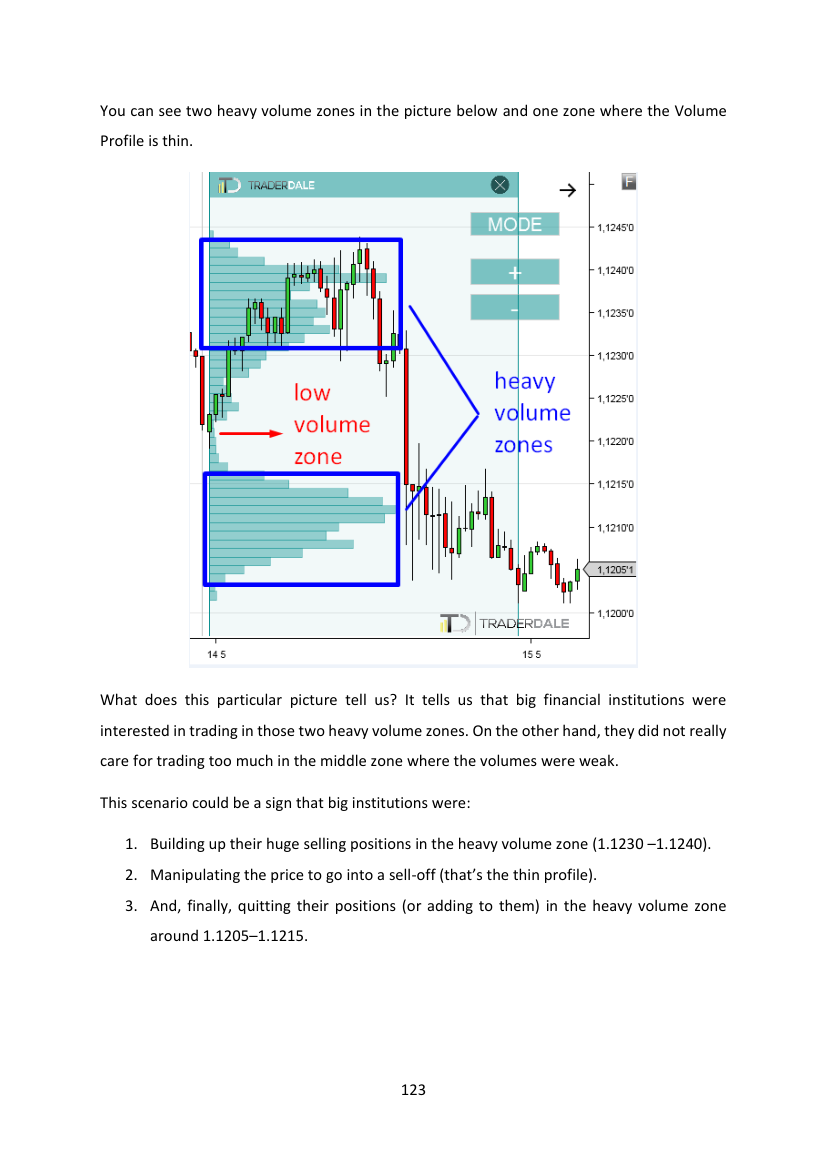 You can see two heavy volume zones in the picture below and one zone where the Volume
Profile is thin.
TRADERDALE
F
MODE
+
-
1,1245'0
1,1240'0
1,1235'0
1,1230'0
1,1225'0
1,1220'0
1,1215'0
1,1210'0
1,1205'1
1,1200'0
low
volume
zone
heavy
volume
zones
TRADERDALE
14 5
15 5
What does this particular picture tell us? It tells us that big financial institutions were
interested in trading in those two heavy volume zones. On the other hand, they did not really
care for trading too much in the middle zone where the volumes were weak.
This scenario could be a sign that big institutions were:
1. Building up their huge selling positions in the heavy volume zone (1.1230 –1.1240).
2. Manipulating the price to go into a sell-off (that’s the thin profile).
3. And, finally, quitting their positions (or adding to them) in the heavy volume zone
around 1.1205–1.1215.
123